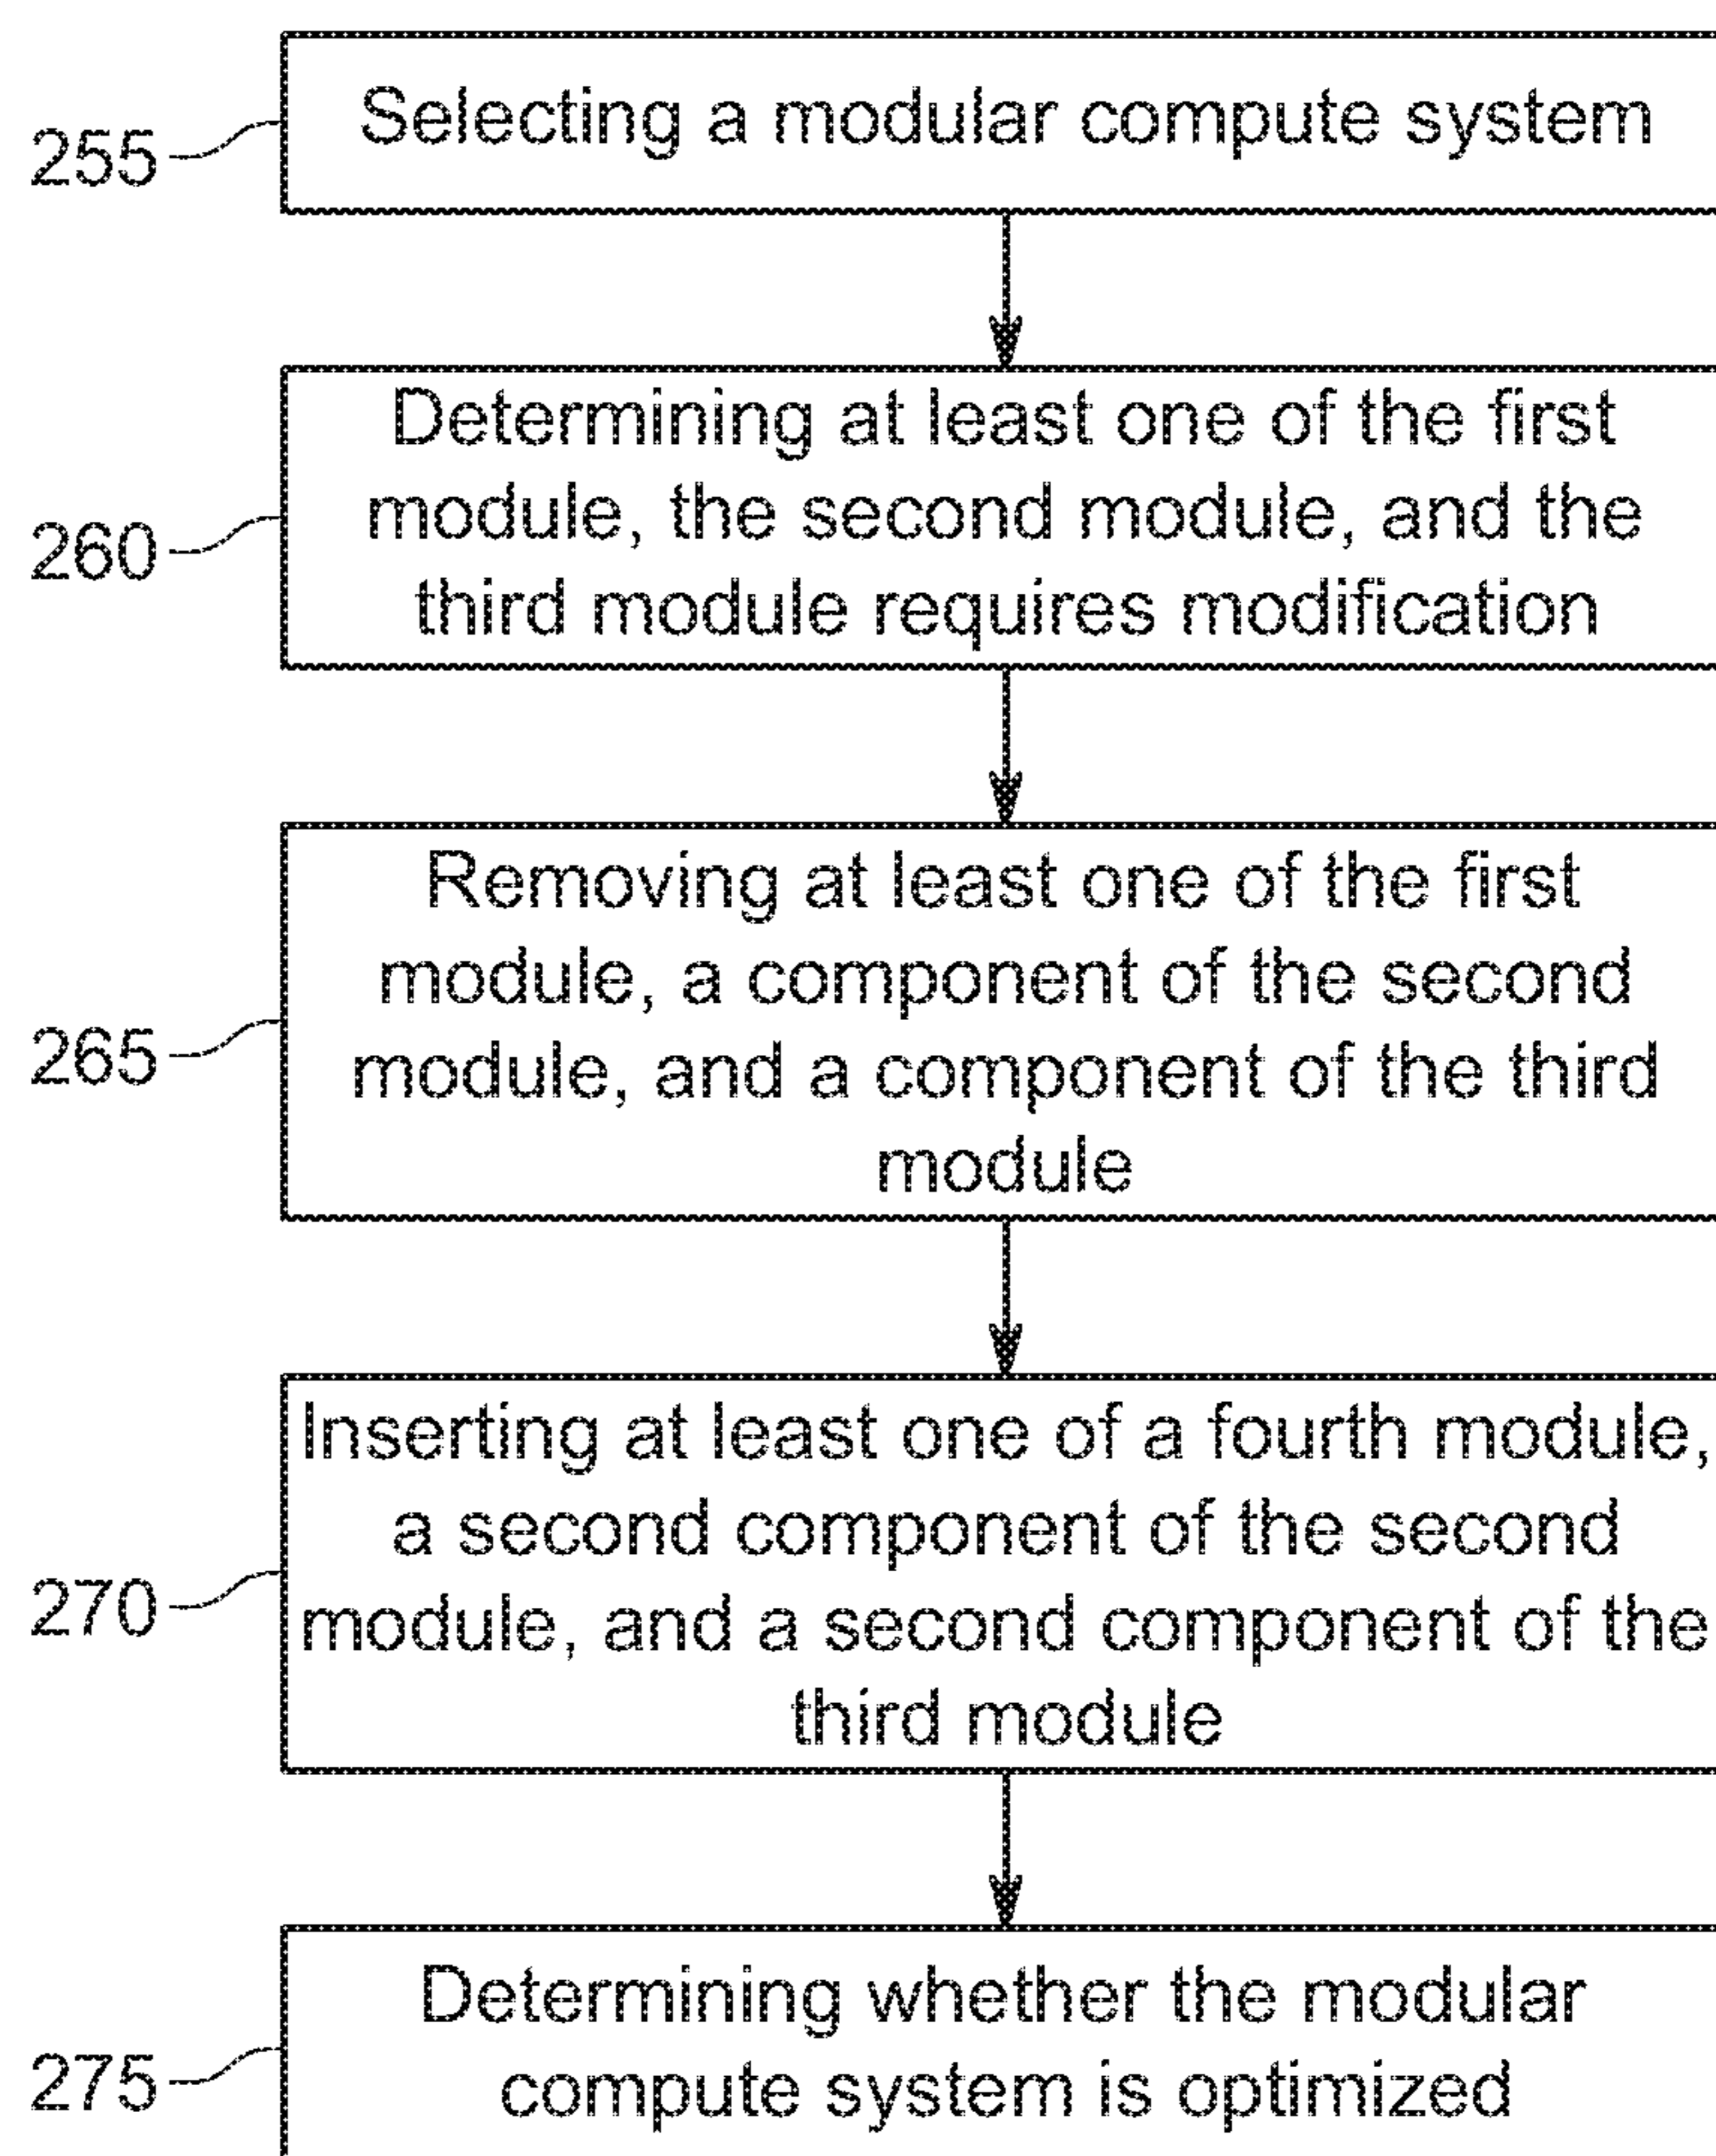 255
Selecting a modular compute system
260
Determining at least one of the first
module, the second module, and the
third module requires modification
265
Removing at least one of the first
module, a component of the second
module, and a component of the third
module
270
Inserting at least one of a fourth module,
a second component of the second
module, and a second component of the
third module
275
Determining whether the modular
compute system is optimized